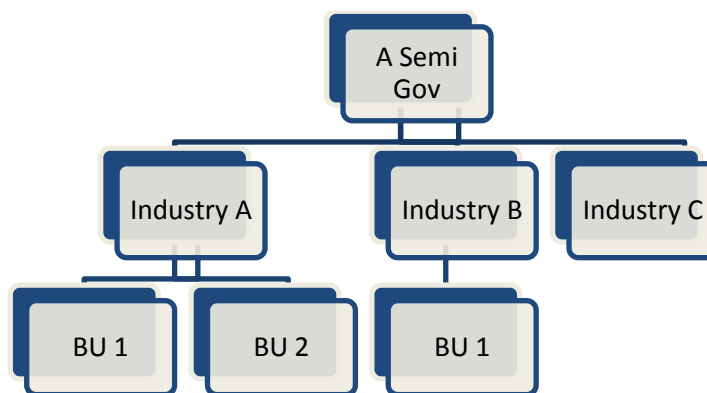 A Semi
Gov
Industry A
Industry B
Industry C
BU 1
BU 2
BU 1